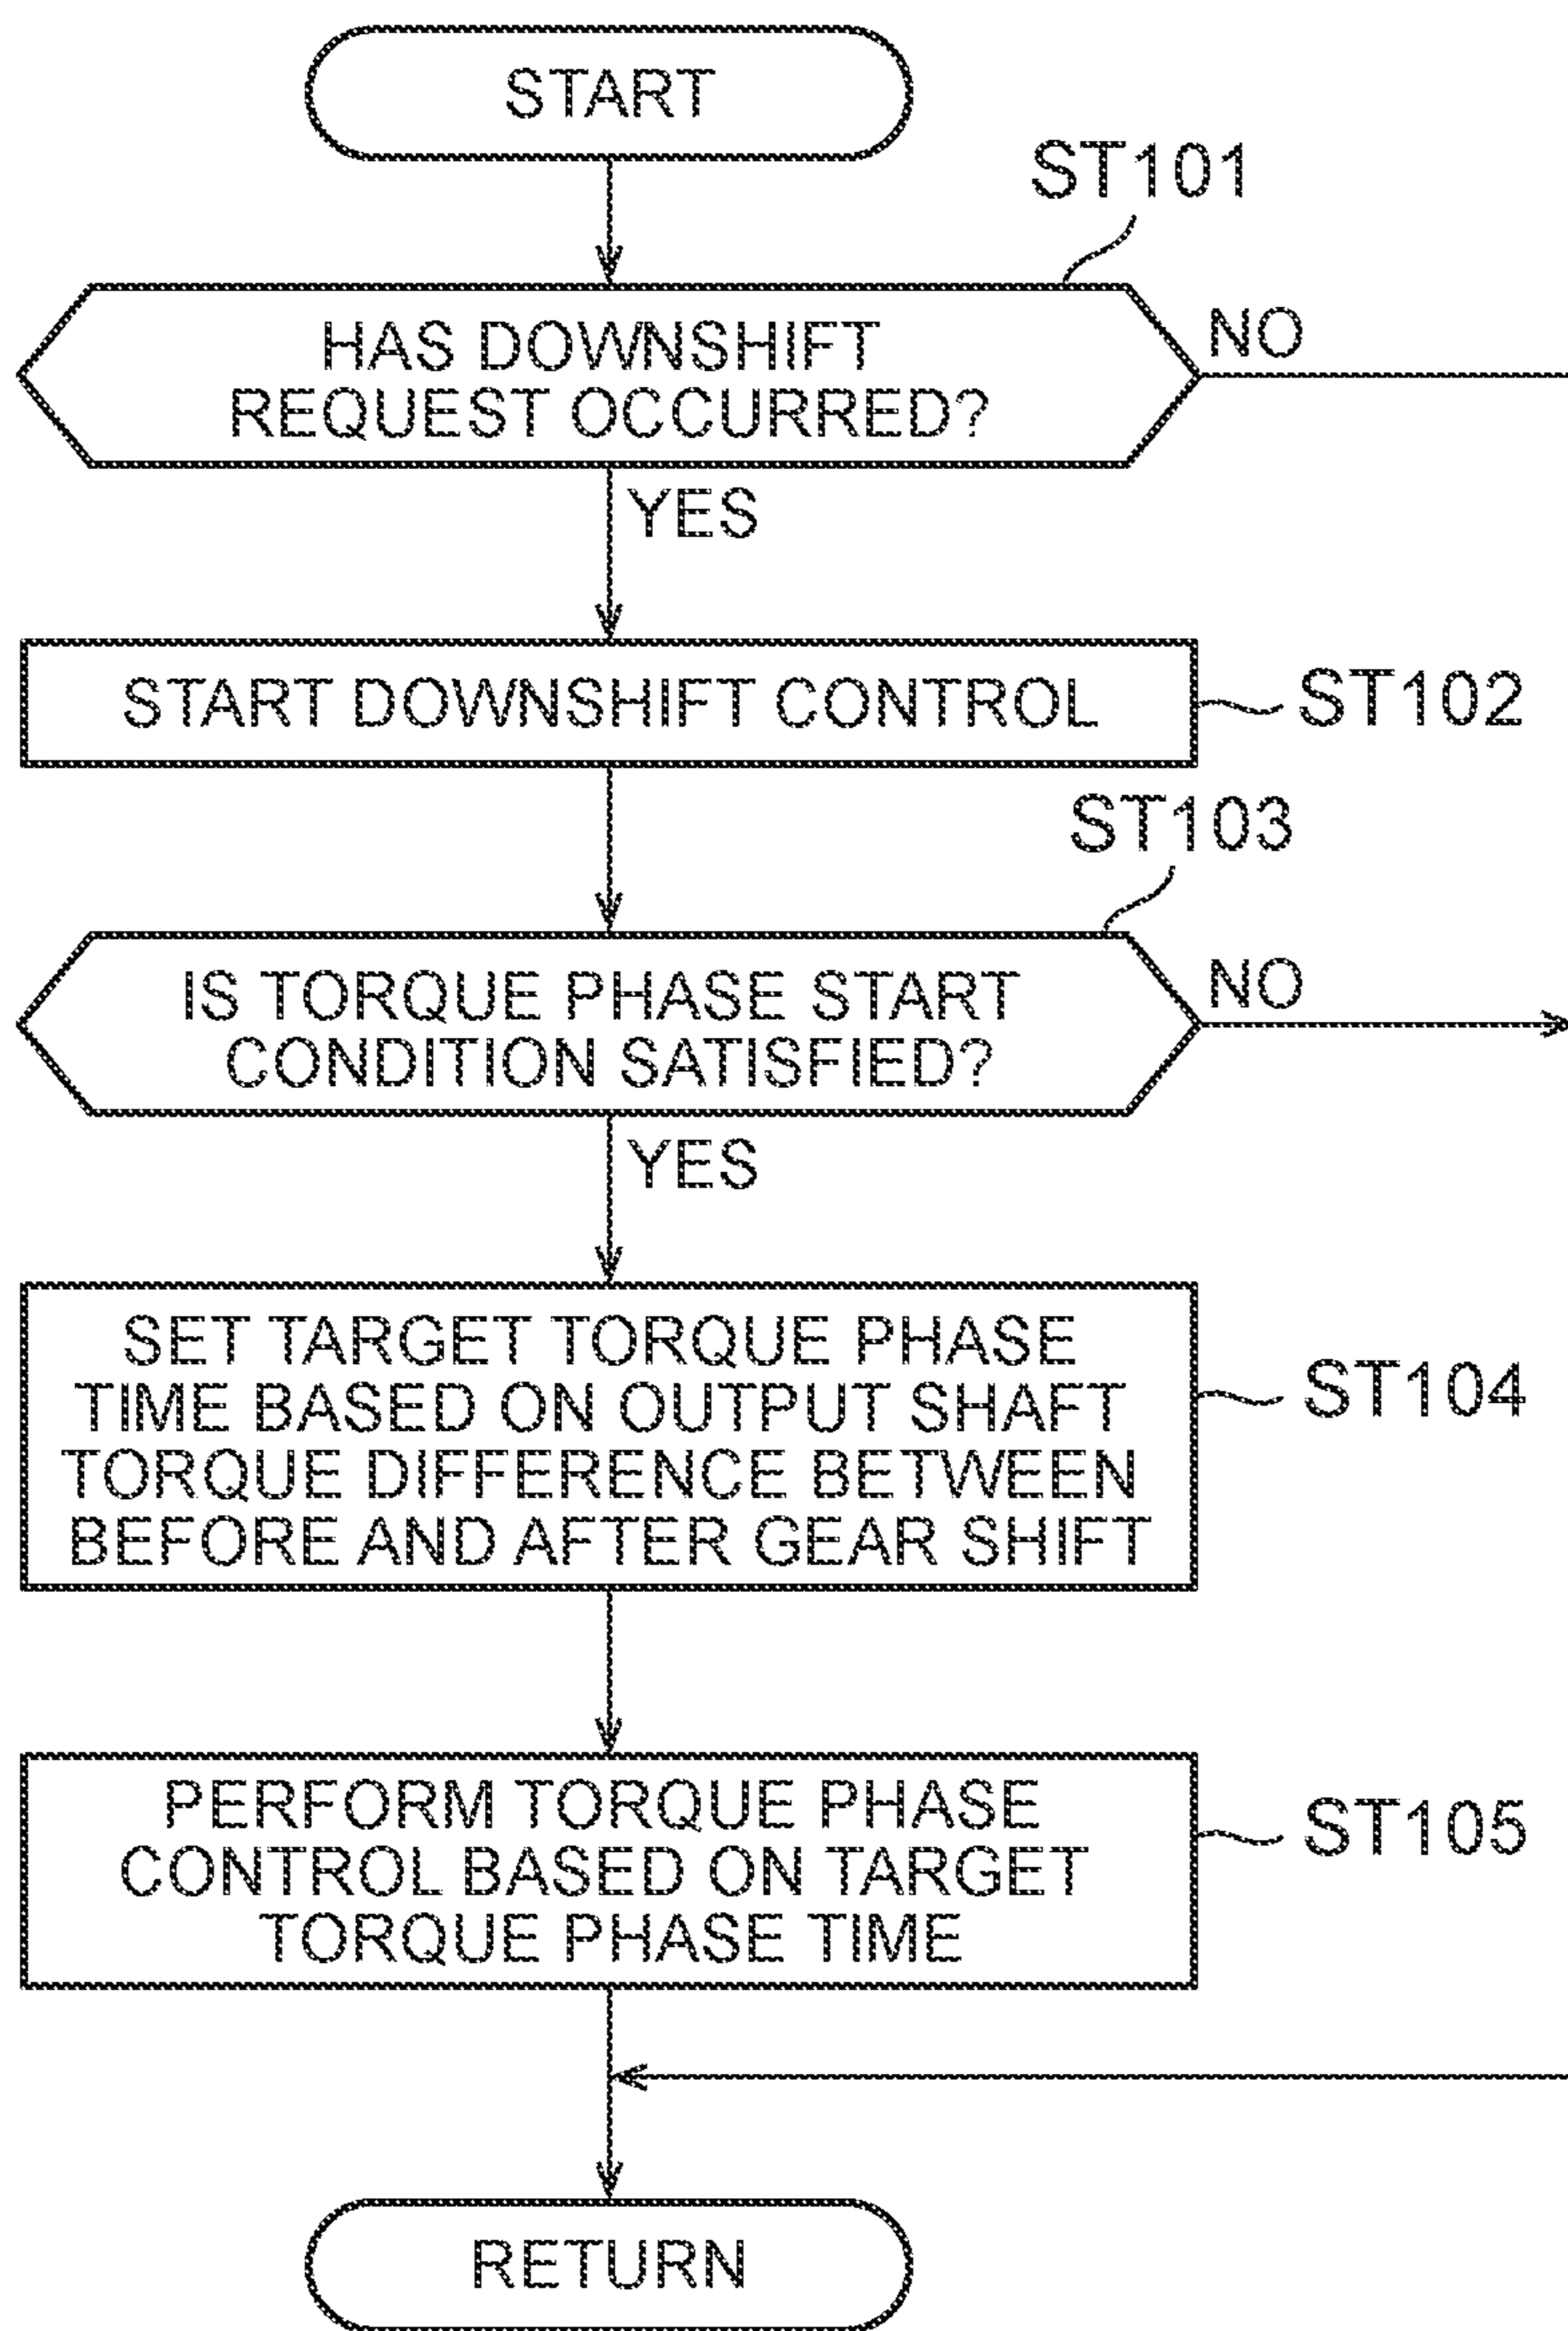 START
ST101
HAS DOWNSHIFT
REQUEST OCCURRED?
NO
YES
START DOWNSHIFT CONTROL
ST102
ST103
IS TORQUE PHASE START
CONDITION SATISFIED?
NO
YES
SET TARGET TORQUE PHASE
TIME BASED ON OUTPUT SHAFT
TORQUE DIFFERENCE BETWEEN
BEFORE AND AFTER GEAR SHIFT
ST104
PERFORM TORQUE PHASE
CONTROL BASED ON TARGET
TORQUE PHASE TIME
ST105
RETURN